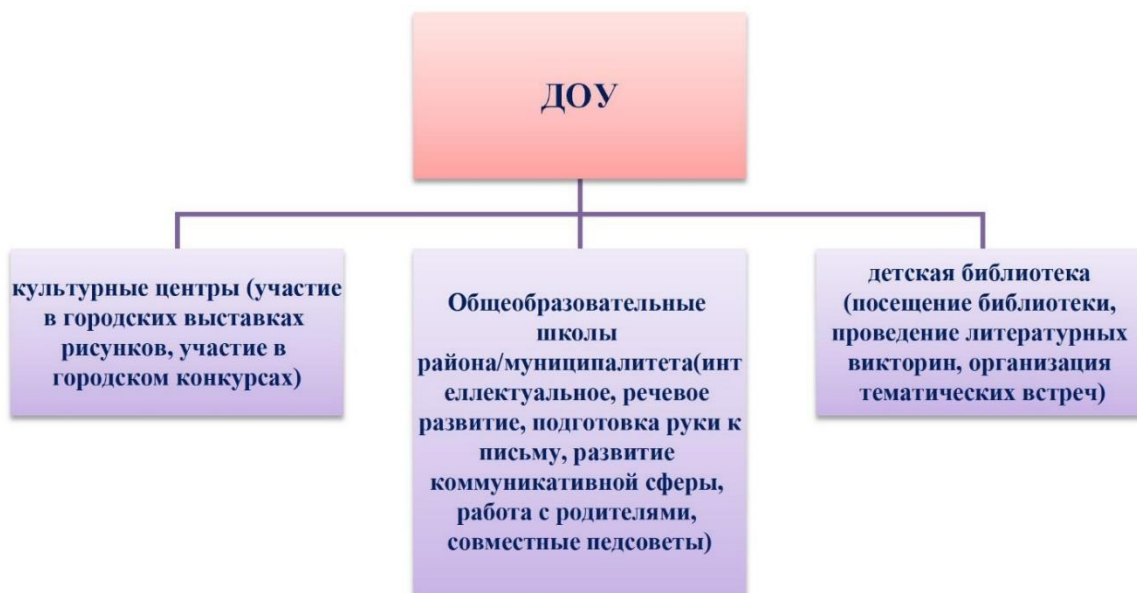 ДОУ
культурные центры (участие
в городских выставках
рисунков, участие в
городском конкурсах)
Общеобразовательные
школы
района/муниципалитета(инт
еллектуальное, речевое
развитие, подготовка руки к
письму, развитие
коммуникативной сферы,
работа с родителями,
совместные педсоветы)
детская библиотека
(посещение библиотеки,
проведение литературных
викторин, организация
тематических встреч)